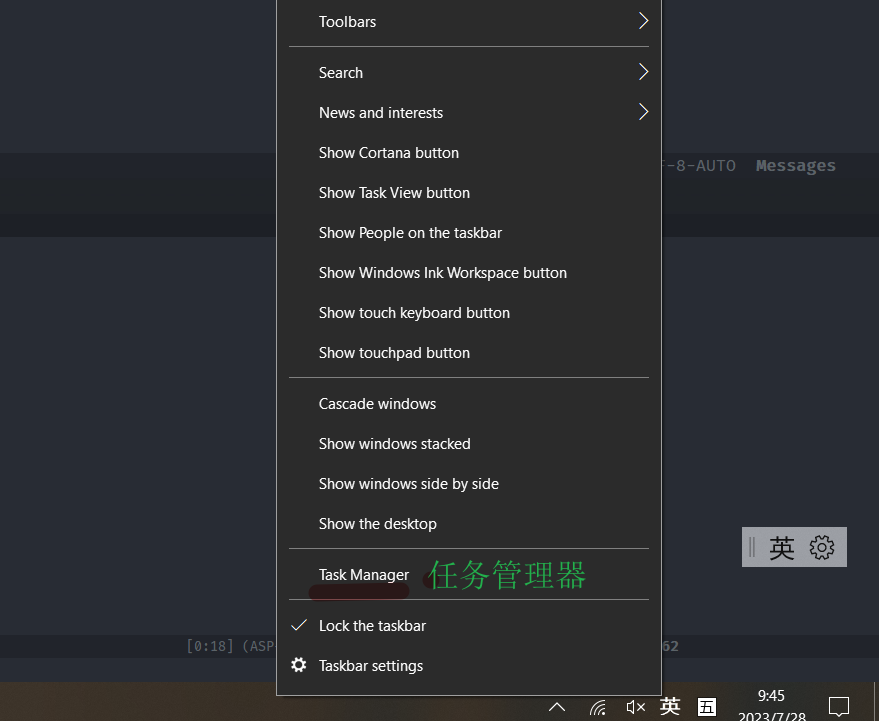 Toolbars
Search
News and interests
Show Cortana button
F-8-AUTO Messages
Show Task View button
Show People on the taskbar
Show Windows Ink Workspace button
Show touch keyboard button
Show touchpad button
Cascade windows
Show windows stacked
Show windows side by side
Show the desktop
英
Task Manager 任务管理器
Lock the taskbar
[0:18] (ASP
62
Taskbar settings
英 五 9:45
2023/7/28